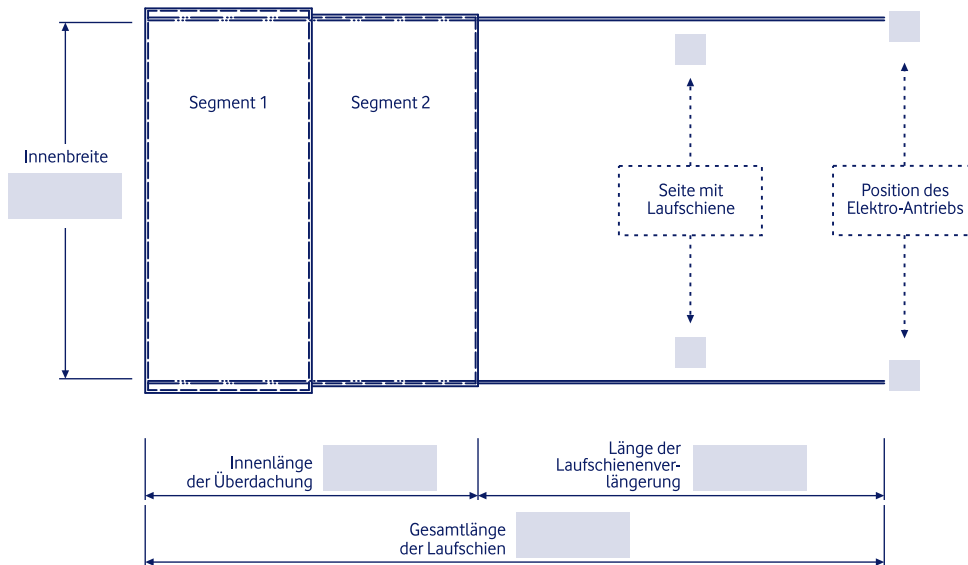 Segment 1
Segment 2
Innenbreite
Seite mit
Laufschiene
Position des
Elektro-Antriebs
Innenlänge
der Überdachung
Länge der
Laufschienenver-
längerung
Gesamtlänge
der Laufschien